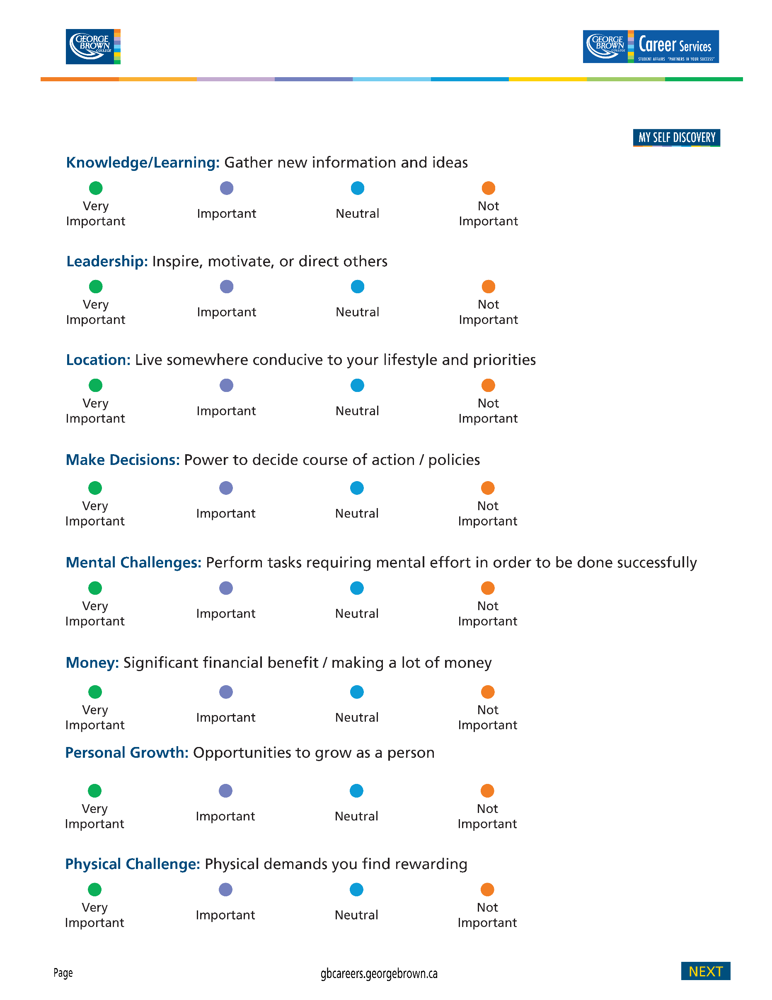 GEORGE
BROWN
COLLEGE
GEORGE
BROWN
COLLEGE
Career Services
STUDENT AFFAIRS "PARTNERS IN YOUR SUCCESS"
MY SELF DISCOVERY
Knowledge/Learning: Gather new information and ideas
Very Important
Important
Neutral
Not Important
Leadership: Inspire, motivate, or direct others
Very Important
Important
Neutral
Not Important
Location: Live somewhere conducive to your lifestyle and priorities
Very Important
Important
Neutral
Not Important
Make Decisions: Power to decide course of action / policies
Very Important
Important
Neutral
Not Important
Mental Challenges: Perform tasks requiring mental effort in order to be done successfully
Very Important
Important
Neutral
Not Important
Money: Significant financial benefit / making a lot of money
Very Important
Important
Neutral
Not Important
Personal Growth: Opportunities to grow as a person
Very Important
Important
Neutral
Not Important
Physical Challenge: Physical demands you find rewarding
Very Important
Important
Neutral
Not Important
Page
gbcareers.georgebrown.ca
NEXT